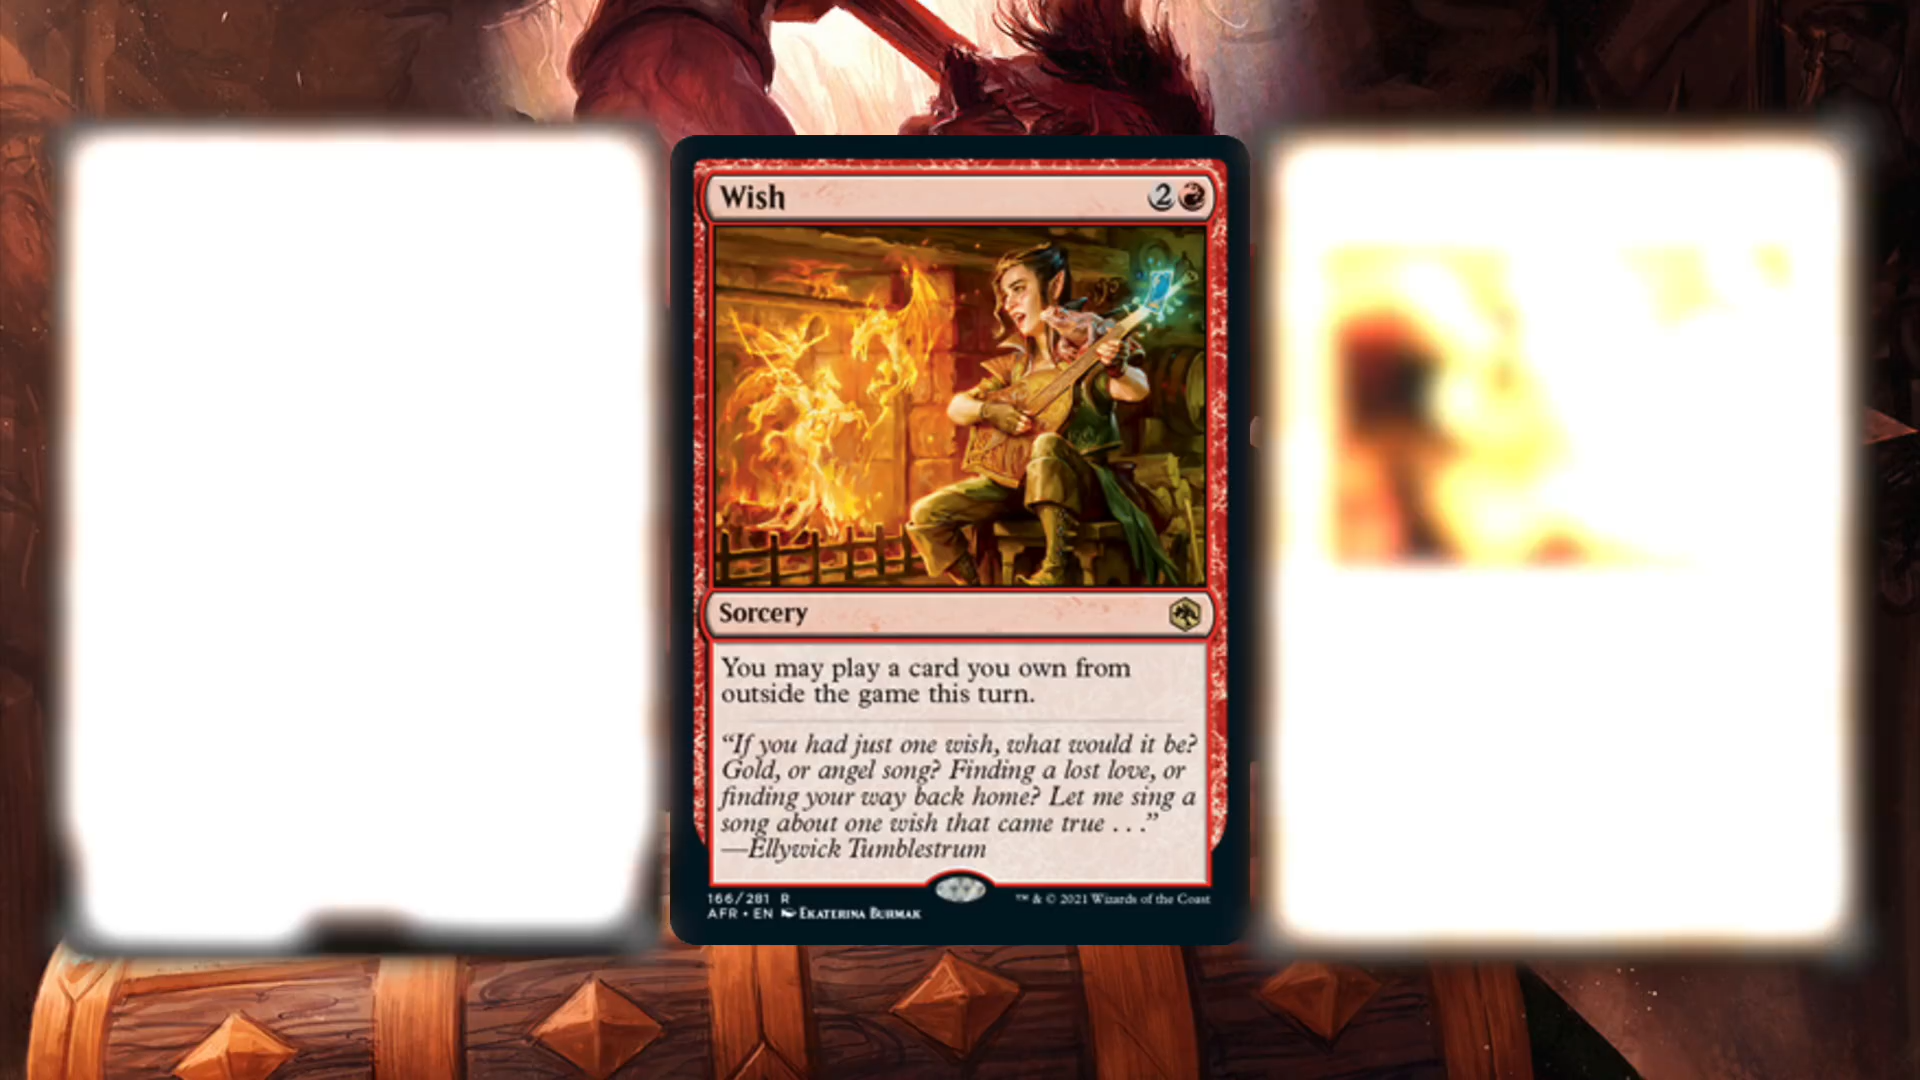 Wish
2
Sorcery
You may play a card you own from
outside the game this turn.
“If you had just one wish, what would it be?
Gold, or angel song? Finding a lost love, or
finding your way back home? Let me sing a
song about one wish that came true . . .”
—Ellywick Tumblestrum
166/281 R
AFR • EN Ekaterina Burmak
™ & © 2021 Wizards of the Coast